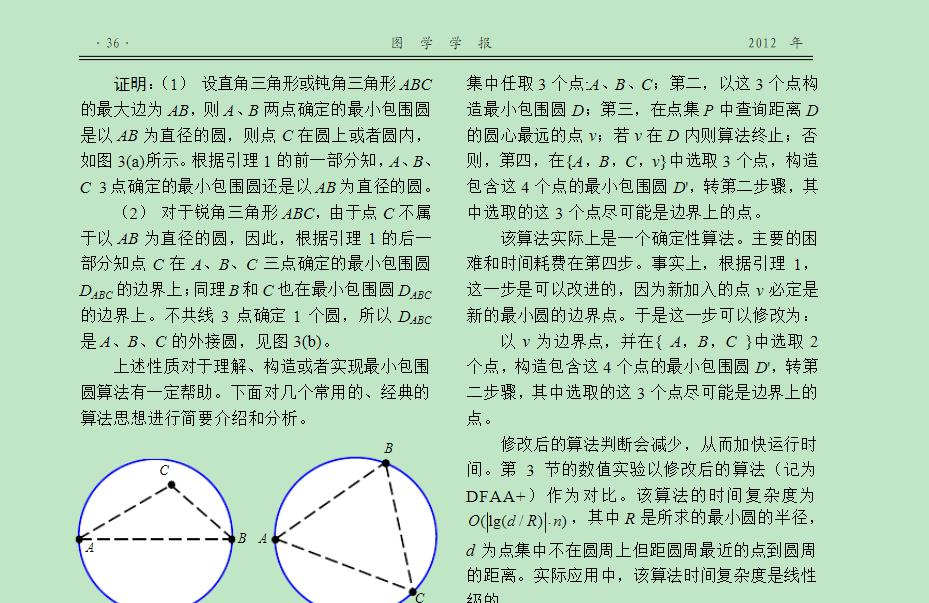 ·36·
图 学 学 报
2012 年
证明：（1） 设直角三角形或钝角三角形 ABC
的最大边为 AB，则 A、B 两点确定的最小包围圆
是以 AB 为直径的圆，则点 C 在圆上或者圆内，
如图 3(a)所示。根据引理 1 的前一部分知，A、B、
C 3 点确定的最小包围圆还是以 AB 为直径的圆。
（2） 对于锐角三角形 ABC，由于点 C 不属
于以 AB 为直径的圆，因此，根据引理 1 的后一
部分知点 C 在 A、B、C 三点确定的最小包围圆
DABC 的边界上；同理 B 和 C 也在最小包围圆 DABC
的边界上。不共线 3 点确定 1 个圆，所以 DABC
是 A、B、C 的外接圆，见图 3(b)。
上述性质对于理解、构造或者实现最小包围
圆算法有一定帮助。下面对几个常用的、经典的
算法思想进行简要介绍和分析。
C
A
B
B
A
C
集中任取 3 个点:A、B、C；第二，以这 3 个点构
造最小包围圆 D；第三，在点集 P 中查询距离 D
的圆心最远的点 v；若 v 在 D 内则算法终止；否
则，第四，在{A，B，C，v}中选取 3 个点，构造
包含这 4 个点的最小包围圆 D'，转第二步骤，其
中选取的这 3 个点尽可能是边界上的点。
该算法实际上是一个确定性算法。主要的困
难和时间耗费在第四步。事实上，根据引理 1，
这一步是可以改进的，因为新加入的点 v 必定是
新的最小圆的边界点。于是这一步可以修改为：
以 v 为边界点，并在{ A，B，C }中选取 2
个点，构造包含这 4 个点的最小包围圆 D'，转第
二步骤，其中选取的这 3 个点尽可能是边界上的
点。
修改后的算法判断会减少，从而加快运行时
间。第 3 节的数值实验以修改后的算法（记为
DFAA+）作为对比。该算法的时间复杂度为
O(|lg(d / R)|·n)，其中 R 是所求的最小圆的半径，
d 为点集中不在圆周上但距圆周最近的点到圆周
的距离。实际应用中，该算法时间复杂度是线性
级的